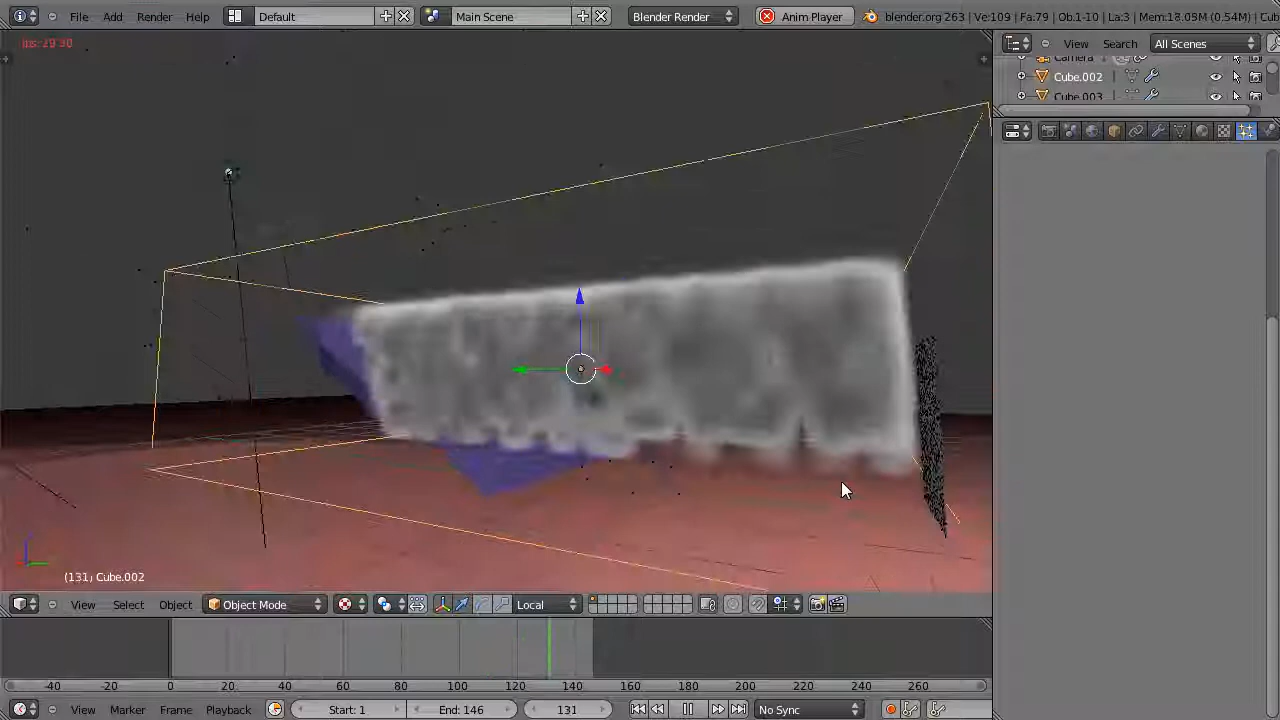 File Add Render Help Default Main Scene Blender Render Anim Player blender.org 263 | Ve:109 | Fa:79 | Ob:1-10 | La:3 | Mem:18.09M (0.54M) | Cub
View Search All Scenes
Camera
Cube.002
Cube.003
(131) Cube.002
View Select Object Object Mode Local
-40 -20 0 20 40 60 80 100 120 140 160 180 200 220 240 260
View Marker Frame Playback Start: 1 End: 146 131 No Sync